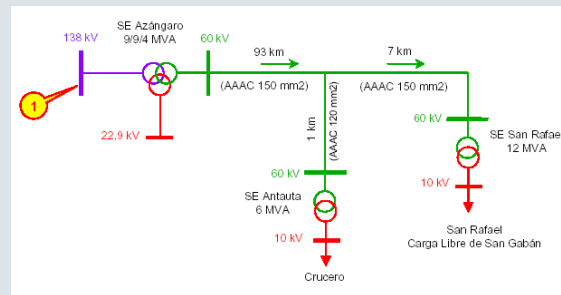 SE Azángaro
9/9/4 MVA
138 kV
60 kV
93 km
7 km
(AAAC 150 mm2)
(AAAC 150 mm2)
1
22,9 kV
1 km
(AAAC 120 mm2)
60 kV
SE San Rafael
12 MVA
60 kV
SE Antauta
6 MVA
10 kV
10 kV
San Rafael
Carga Libre de San Gabán
Crucero